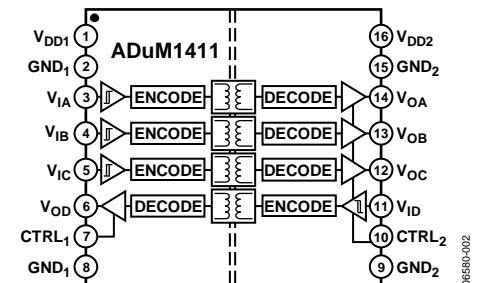 ADuM1411
VDD1 1 16 VDD2
GND1 2 15 GND2
VIA 3 ENCODE DECODE 14 VOA
VIB 4 ENCODE DECODE 13 VOB
VIC 5 ENCODE DECODE 12 VOC
VOD 6 DECODE ENCODE 11 VID
CTRL1 7 10 CTRL2
GND1 8 9 GND2
06580-002